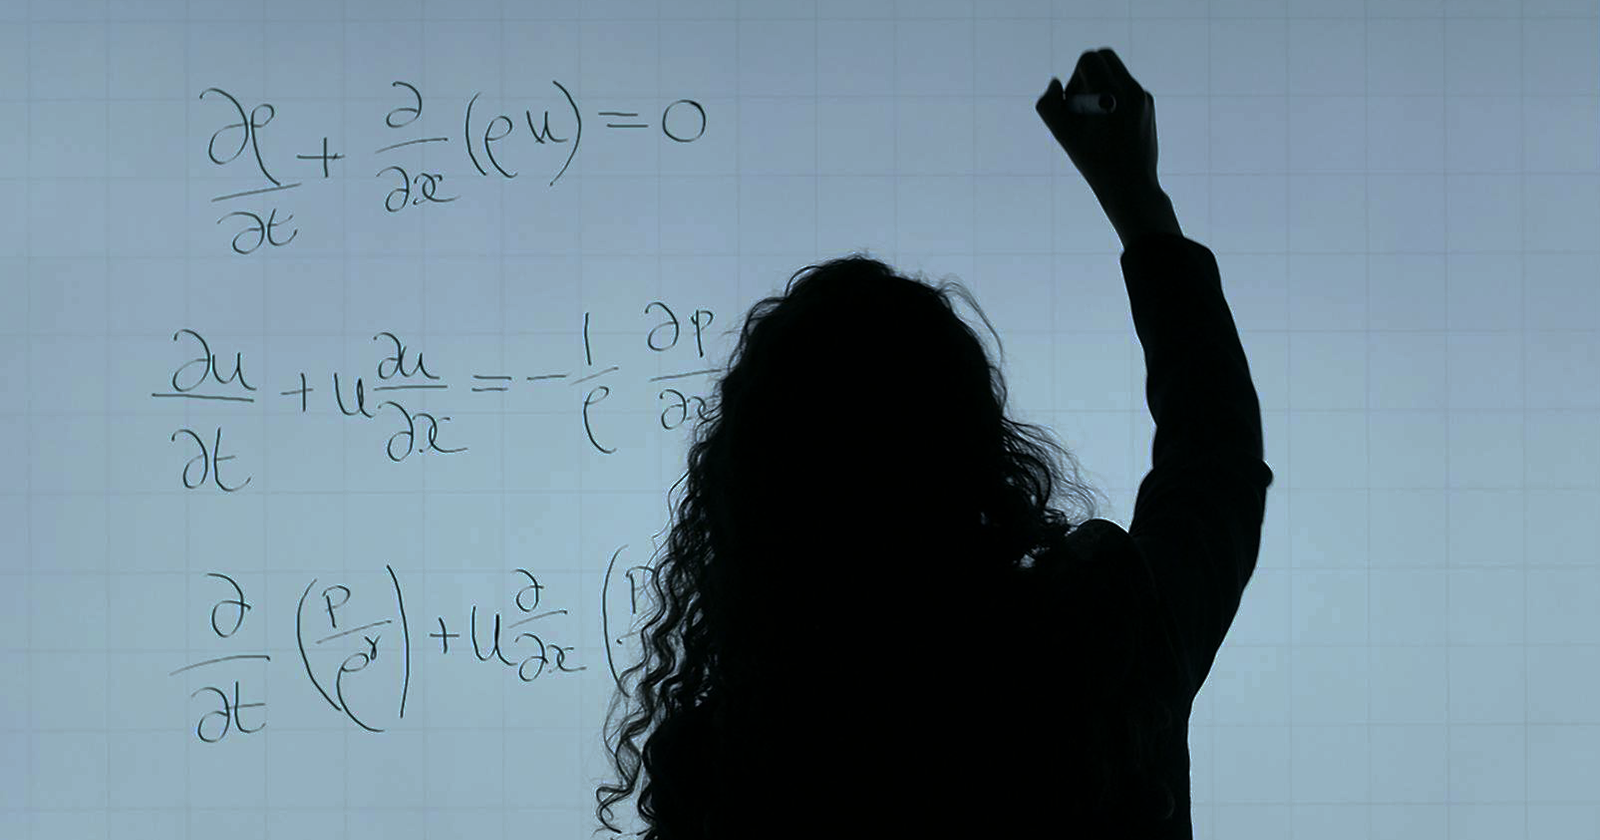 ∂ρ/∂t + ∂/∂x (ρu) = 0
∂u/∂t + u ∂u/∂x = - 1/ρ ∂p/∂x
∂/∂t (p/ρ^γ) + u ∂/∂x (p